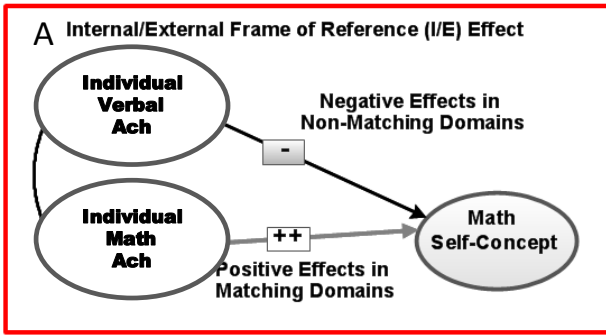 A Internal/External Frame of Reference (I/E) Effect
Individual
Verbal
Ach
Negative Effects in
Non-Matching Domains
-
Individual
Math
Ach
++
Math
Self-Concept
Positive Effects in
Matching Domains